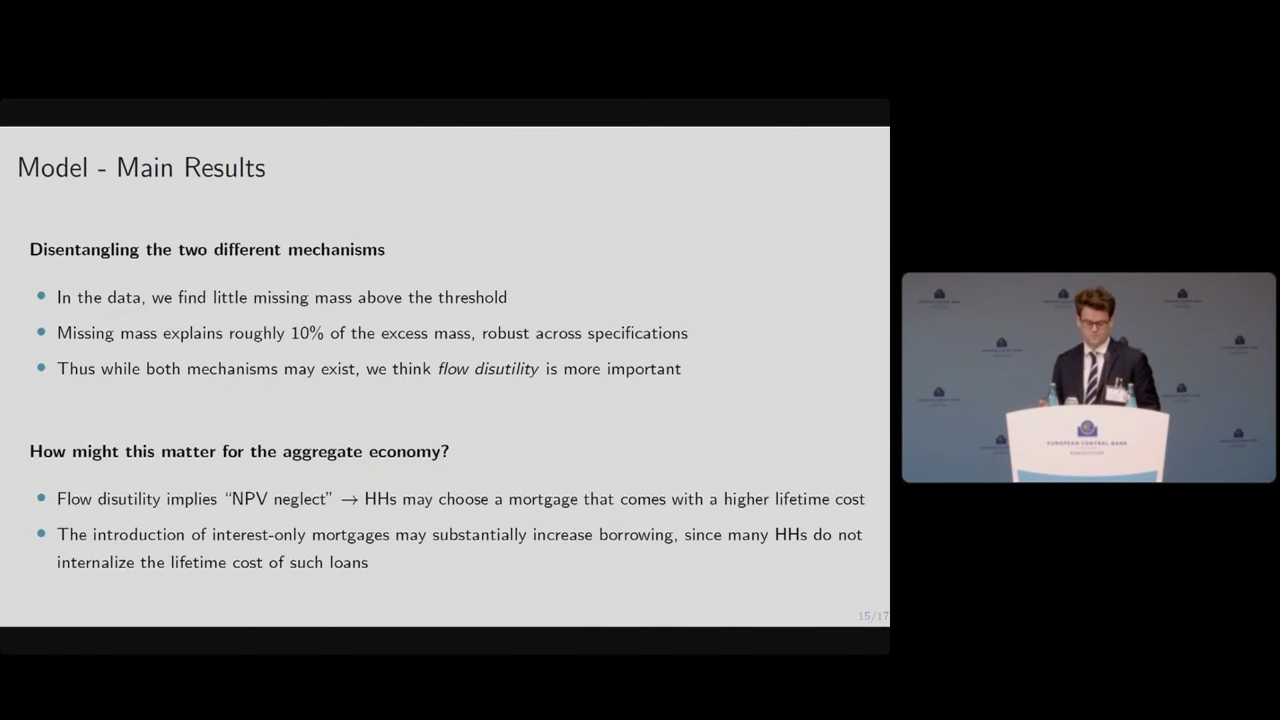 Model - Main Results
Disentangling the two different mechanisms
In the data, we find little missing mass above the threshold
Missing mass explains roughly 10% of the excess mass, robust across specifications
Thus while both mechanisms may exist, we think flow disutility is more important
How might this matter for the aggregate economy?
Flow disutility implies “NPV neglect” → HHs may choose a mortgage that comes with a higher lifetime cost
The introduction of interest-only mortgages may substantially increase borrowing, since many HHs do not
internalize the lifetime cost of such loans
15/17
EUROPEAN CENTRAL BANK
EUROSYSTEM